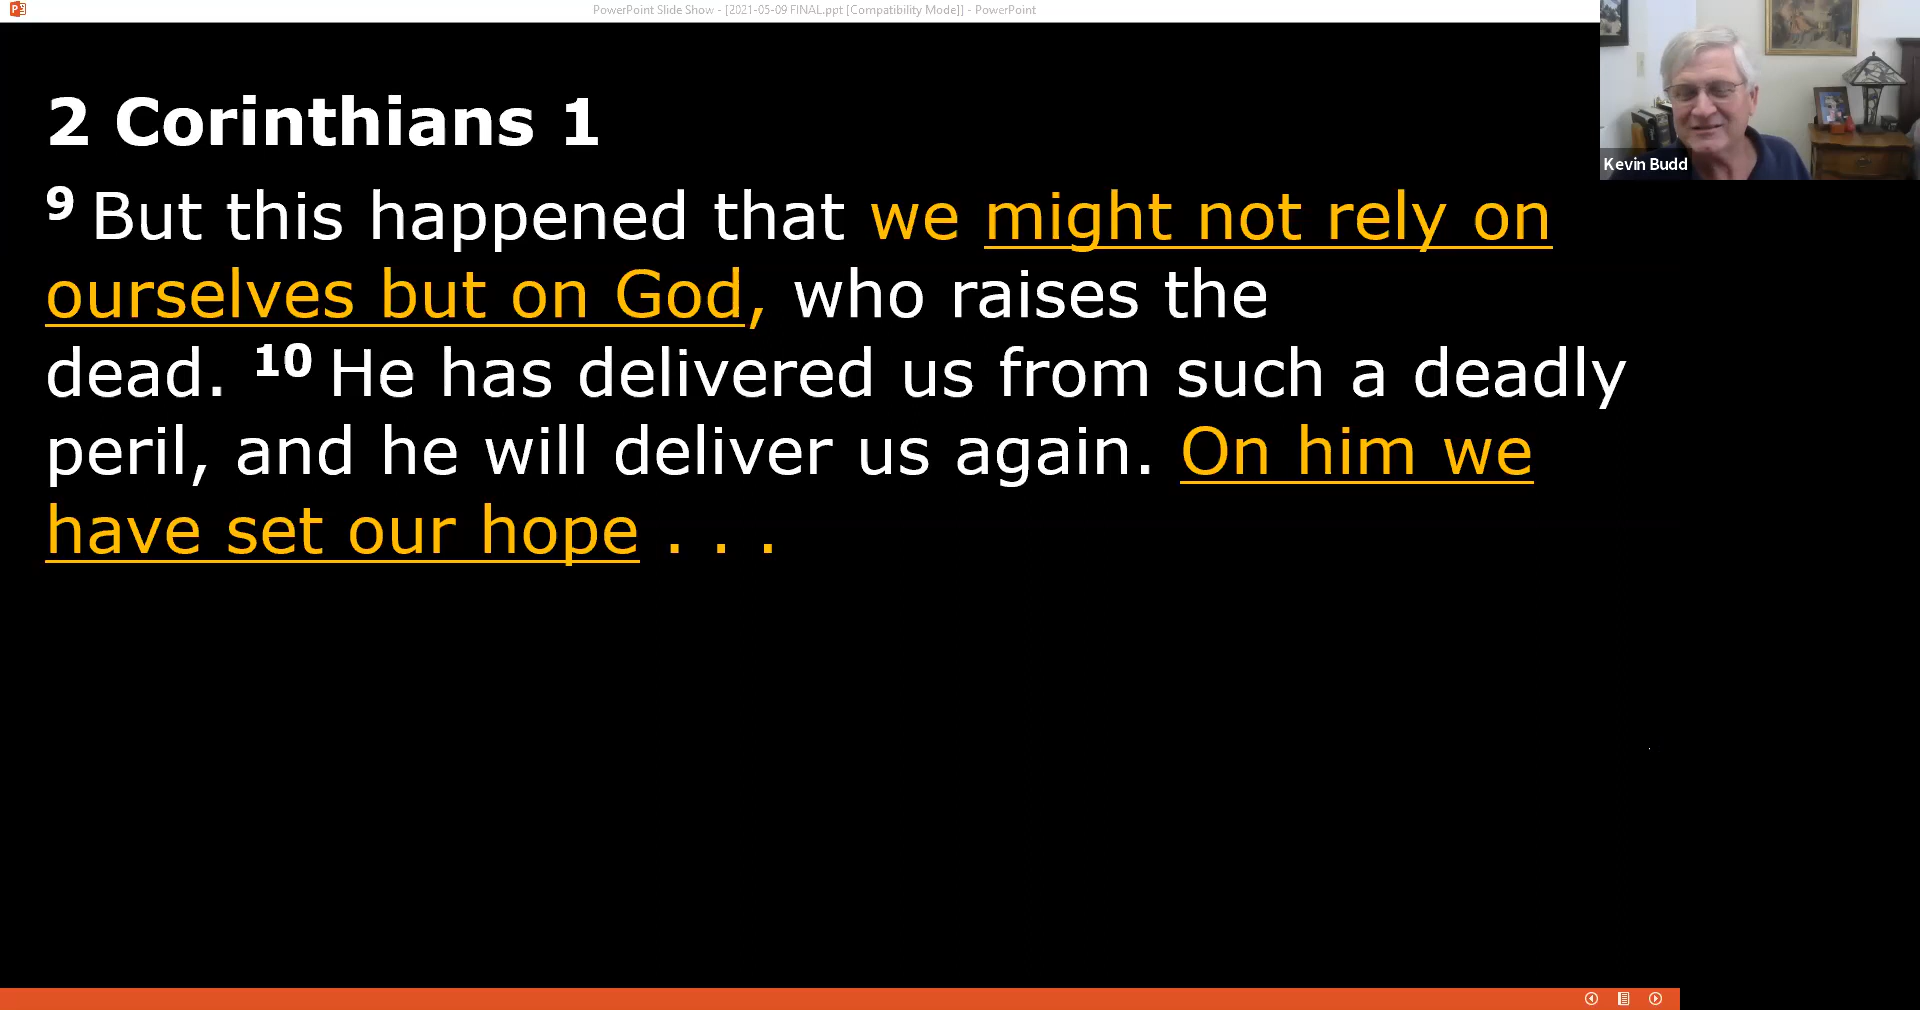 PowerPoint Slide Show - [2021-05-09 FINAL.ppt [Compatibility Mode]] - PowerPoint
2 Corinthians 1
9 But this happened that we might not rely on
ourselves but on God, who raises the
dead. 10 He has delivered us from such a deadly
peril, and he will deliver us again. On him we
have set our hope . . .
Kevin Budd